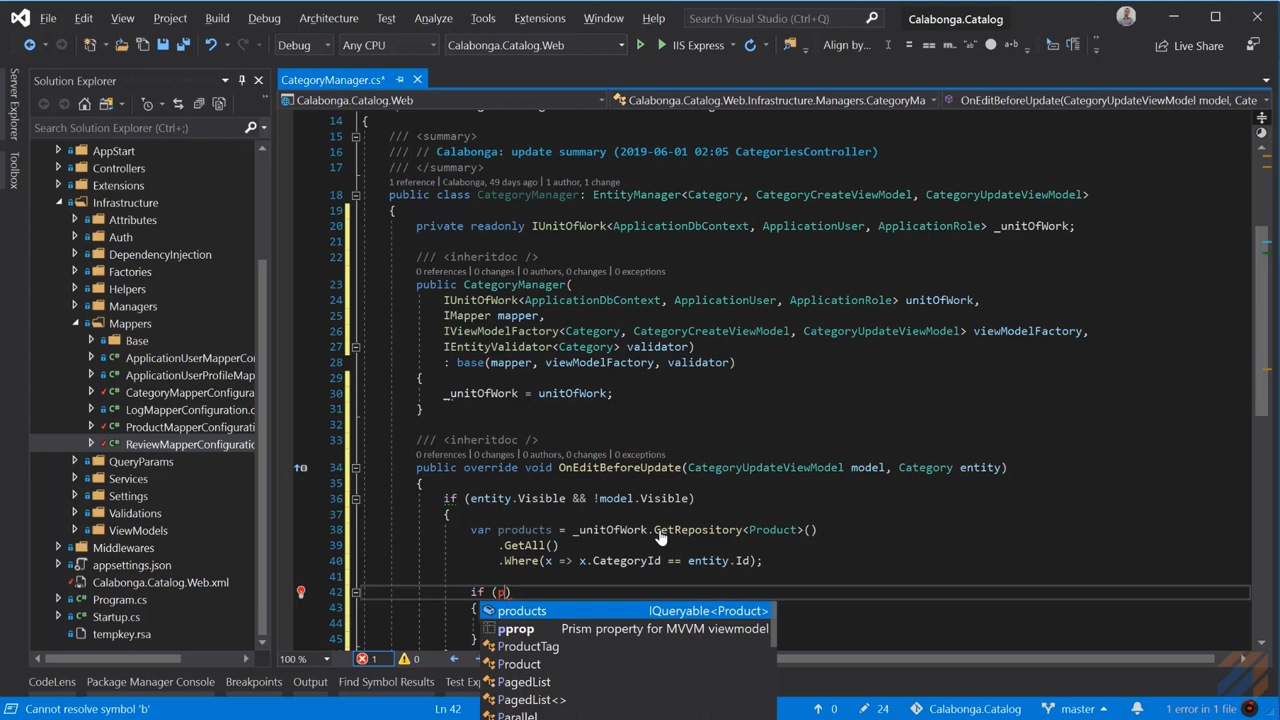 File Edit View Project Build Debug Architecture Test Analyze Tools Extensions Window Help Search Visual Studio (Ctrl+Q) Calabonga.Catalog
Debug Any CPU Calabonga.Catalog.Web IIS Express Align by... Live Share
Server Explorer
Toolbox
Solution Explorer
Search Solution Explorer (Ctrl+;)
AppStart
Controllers
Extensions
Infrastructure
Attributes
Auth
DependencyInjection
Factories
Helpers
Managers
Mappers
Base
ApplicationUserMapperCo
ApplicationUserProfileMap
CategoryMapperConfigura
LogMapperConfiguration.c
ProductMapperConfigurati
ReviewMapperConfiguratio
QueryParams
Services
Settings
Validations
ViewModels
Middlewares
appsettings.json
Calabonga.Catalog.Web.xml
Program.cs
Startup.cs
tempkey.rsa
CategoryManager.cs*
Calabonga.Catalog.Web Calabonga.Catalog.Web.Infrastructure.Managers.CategoryMa OnEditBeforeUpdate(CategoryUpdateViewModel model, Cate
14 {
15 /// <summary>
16 /// // Calabonga: update summary (2019-06-01 02:05 CategoriesController)
17 /// </summary>
1 reference | Calabonga, 49 days ago | 1 author, 1 change
18 public class CategoryManager: EntityManager<Category, CategoryCreateViewModel, CategoryUpdateViewModel>
19 {
20 private readonly IUnitOfWork<ApplicationDbContext, ApplicationUser, ApplicationRole> _unitOfWork;
21
22 /// <inheritdoc />
0 references | 0 changes | 0 authors, 0 changes | 0 exceptions
23 public CategoryManager(
24 IUnitOfWork<ApplicationDbContext, ApplicationUser, ApplicationRole> unitOfWork,
25 IMapper mapper,
26 IViewModelFactory<Category, CategoryCreateViewModel, CategoryUpdateViewModel> viewModelFactory,
27 IEntityValidator<Category> validator)
28 : base(mapper, viewModelFactory, validator)
29 {
30 _unitOfWork = unitOfWork;
31 }
32
33 /// <inheritdoc />
0 references | 0 changes | 0 authors, 0 changes | 0 exceptions
34 public override void OnEditBeforeUpdate(CategoryUpdateViewModel model, Category entity)
35 {
36 if (entity.Visible && !model.Visible)
37 {
38 var products = _unitOfWork.GetRepository<Product>()
39 .GetAll()
40 .Where(x => x.CategoryId == entity.Id);
41
42 if (p)
43 {
44
45 }
products IQueryable<Product>
pprop Prism property for MVVM viewmodel
ProductTag
Product
PagedList
PagedList<>
Parallel
100 % 1 0
CodeLens Package Manager Console Breakpoints Output Find Symbol Results Test Exp
Cannot resolve symbol 'b' Ln 42 0 24 Calabonga.Catalog master 1 error in 1 file